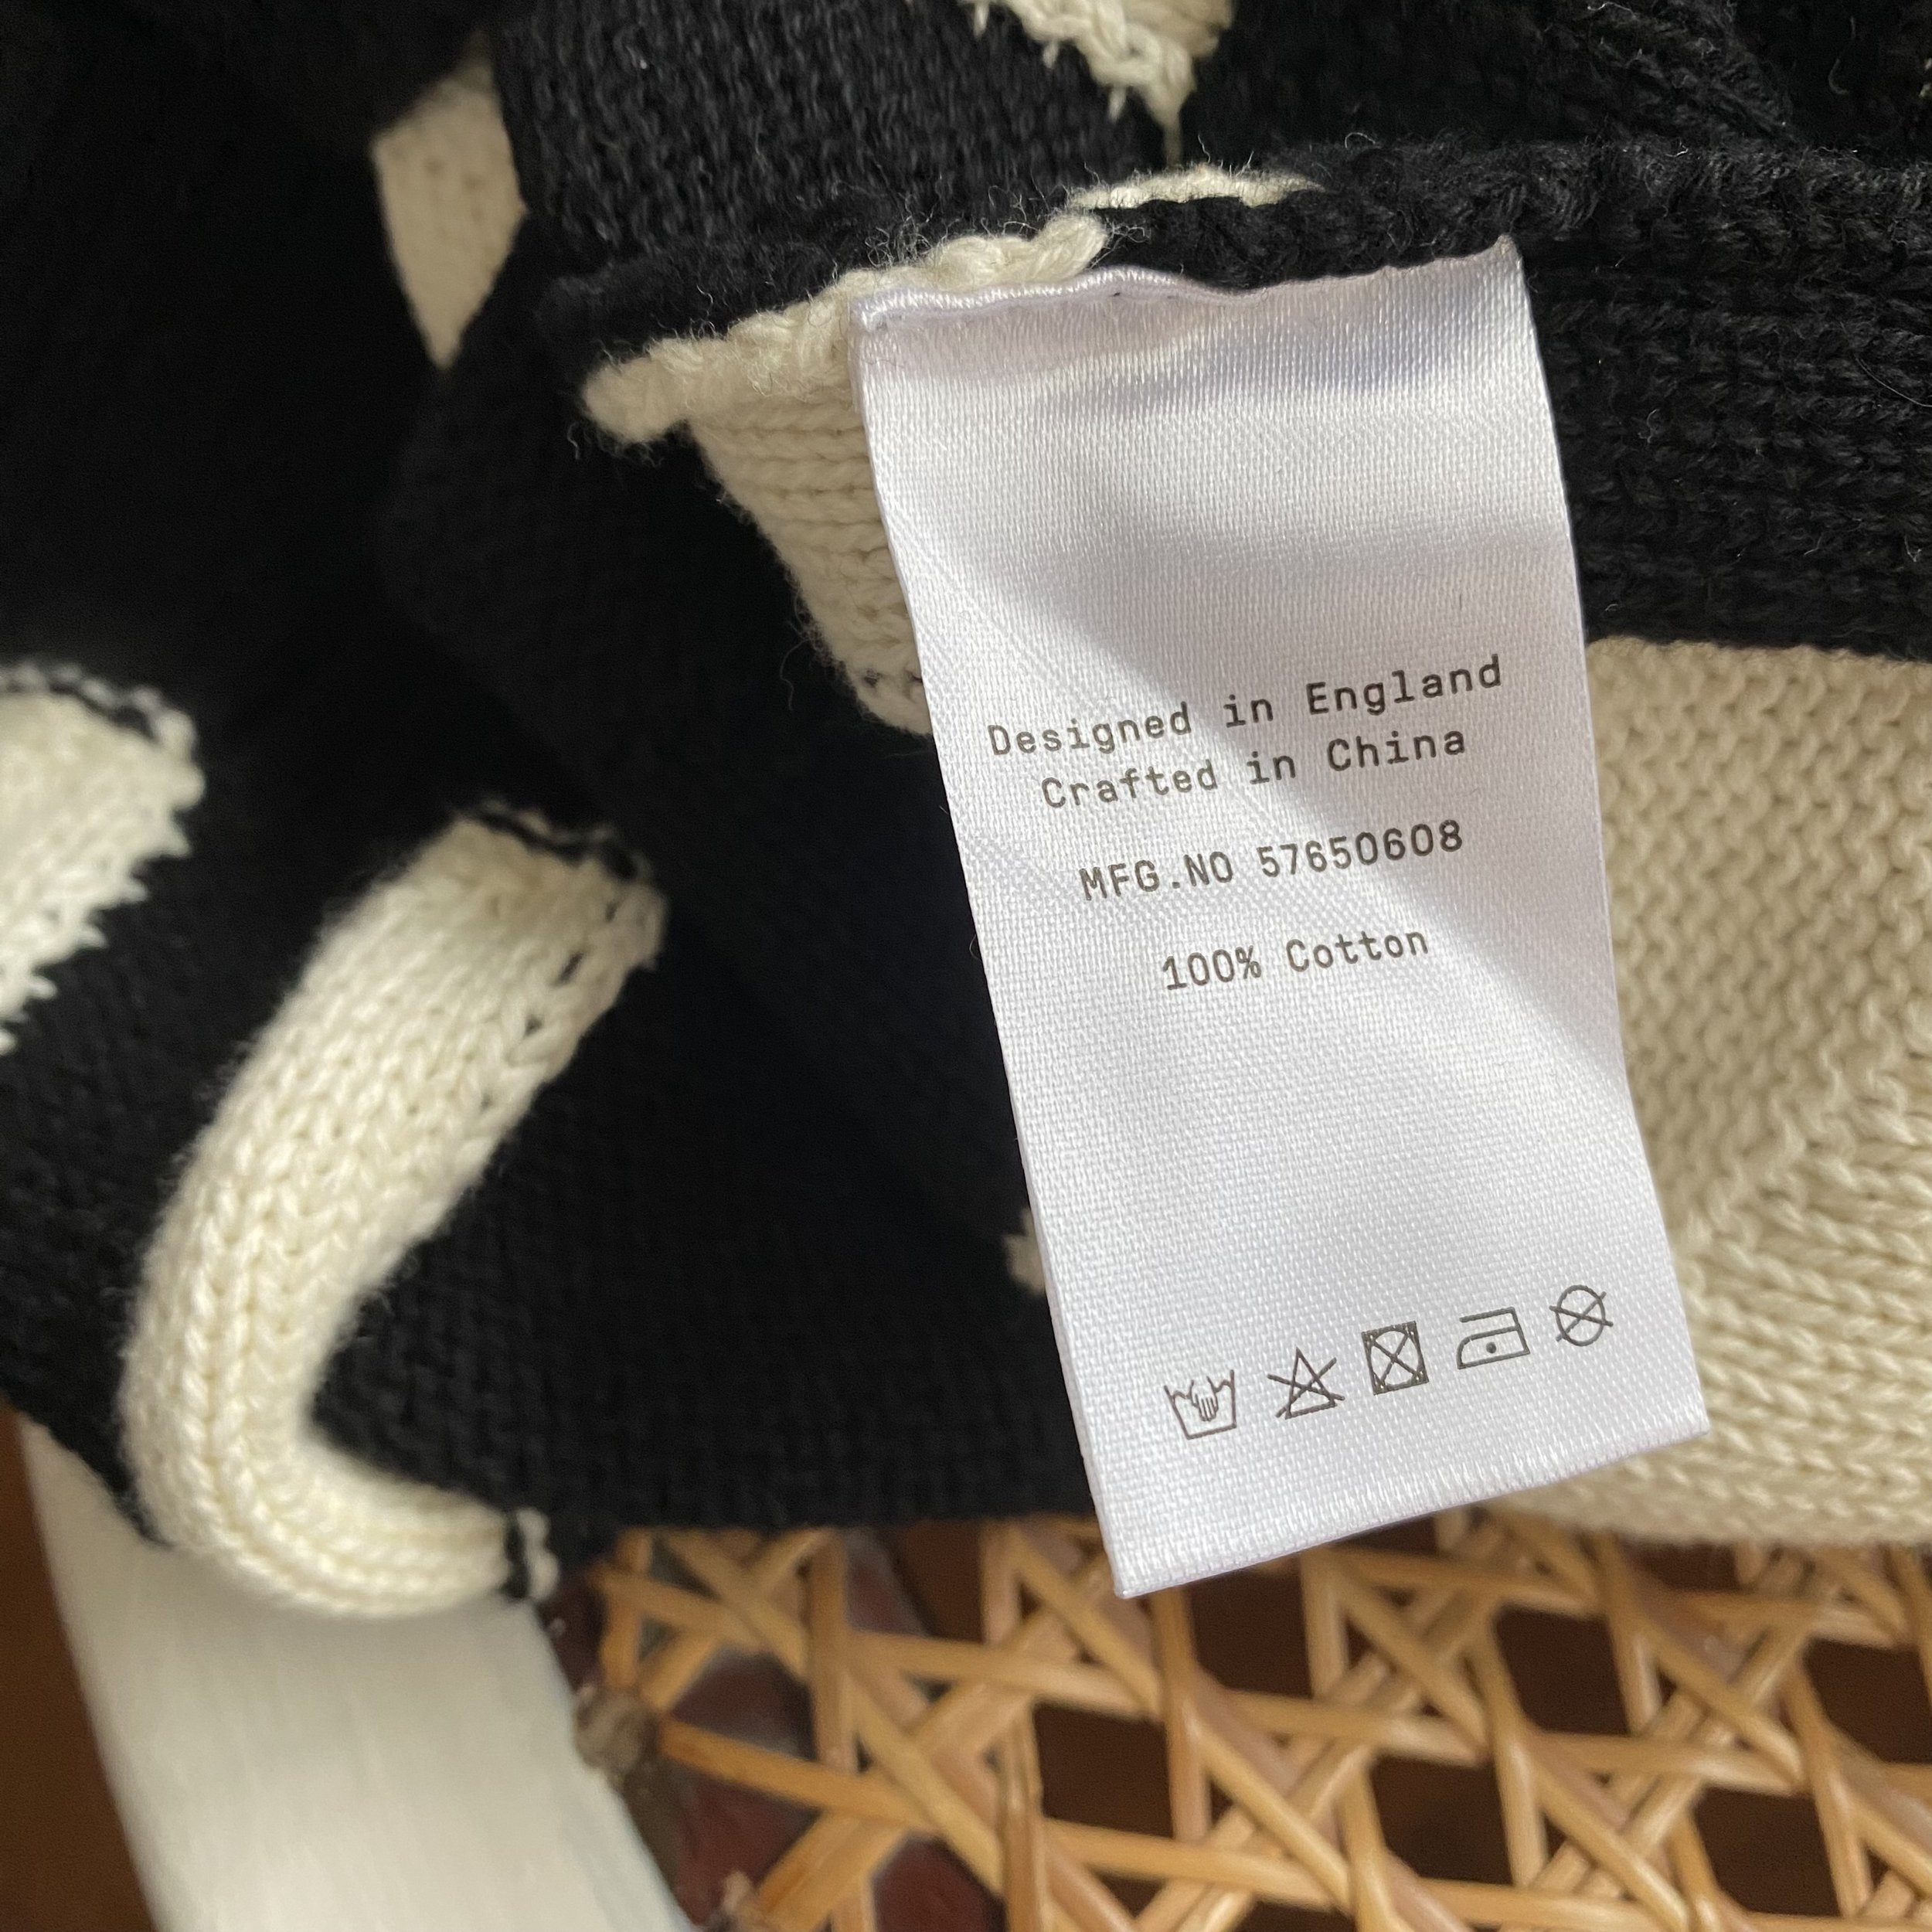 Designed in England
Crafted in China
MFG.NO 57650608
100% Cotton